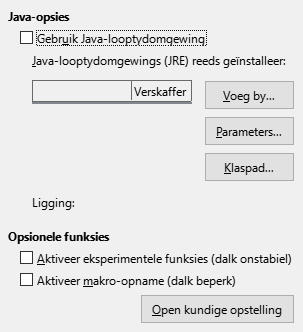 Java-opsies
Gebruik Java-looptydomgewing
Java-looptydomgewings (JRE) reeds geïnstalleer:
Verskaffer
Voeg by...
Parameters...
Klaspad...
Ligging:
Opsionele funksies
Aktiveer eksperimentele funksies (dalk onstabiel)
Aktiveer makro-opname (dalk beperk)
Open kundige opstelling